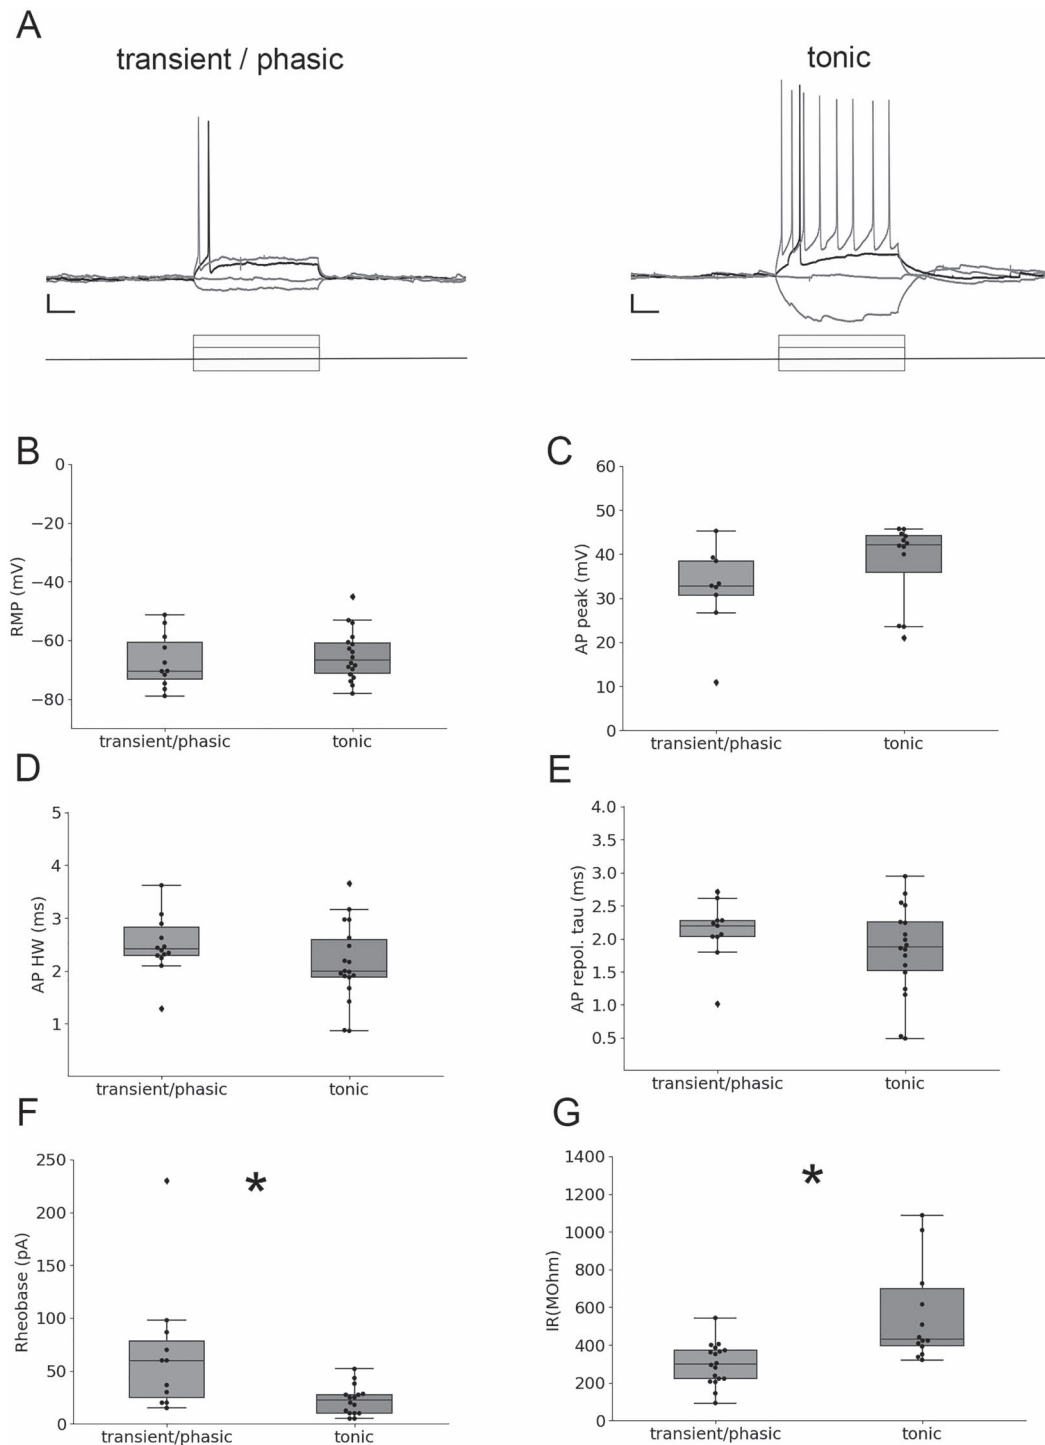 A
transient / phasic
tonic
B
0
−20
−40
−60
−80
RMP (mV)
transient/phasic
tonic
C
60
50
40
30
20
10
0
AP peak (mV)
transient/phasic
tonic
D
5
4
3
2
1
AP HW (ms)
transient/phasic
tonic
E
4.0
3.5
3.0
2.5
2.0
1.5
1.0
0.5
AP repol. tau (ms)
transient/phasic
tonic
F
250
200
150
100
50
0
Rheobase (pA)
*
transient/phasic
tonic
G
1400
1200
1000
800
600
400
200
0
IR(MOhm)
*
transient/phasic
tonic